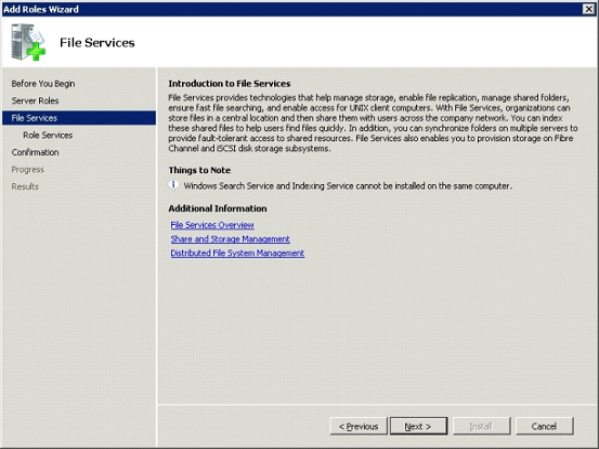 Add Roles Wizard
File Services
Before You Begin
Server Roles
File Services
Role Services
Confirmation
Progress
Results
Introduction to File Services
File Services provides technologies that help manage storage, enable file replication, manage shared folders,
ensure fast file searching, and enable access for UNIX client computers. With File Services, organizations can
store files in a central location and then share them with users across the company network. You can index
these shared files to help users find files quickly. In addition, you can synchronize folders on multiple servers to
provide fault-tolerant access to shared resources. File Services also enables you to provision storage on Fibre
Channel and iSCSI disk storage subsystems.
Things to Note
Windows Search Service and Indexing Service cannot be installed on the same computer.
Additional Information
File Services Overview
Share and Storage Management
Distributed File System Management
< Previous
Next >
Install
Cancel